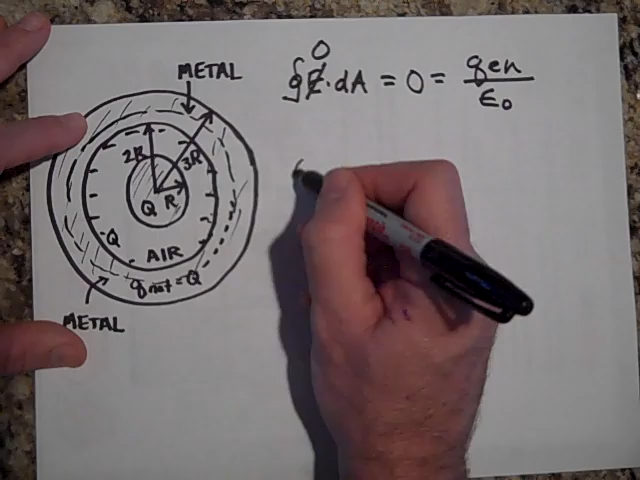 METAL
2R
3R
Q R
-Q
AIR
qnet = Q
METAL
0
∮E·dA = 0 = qen/ε0